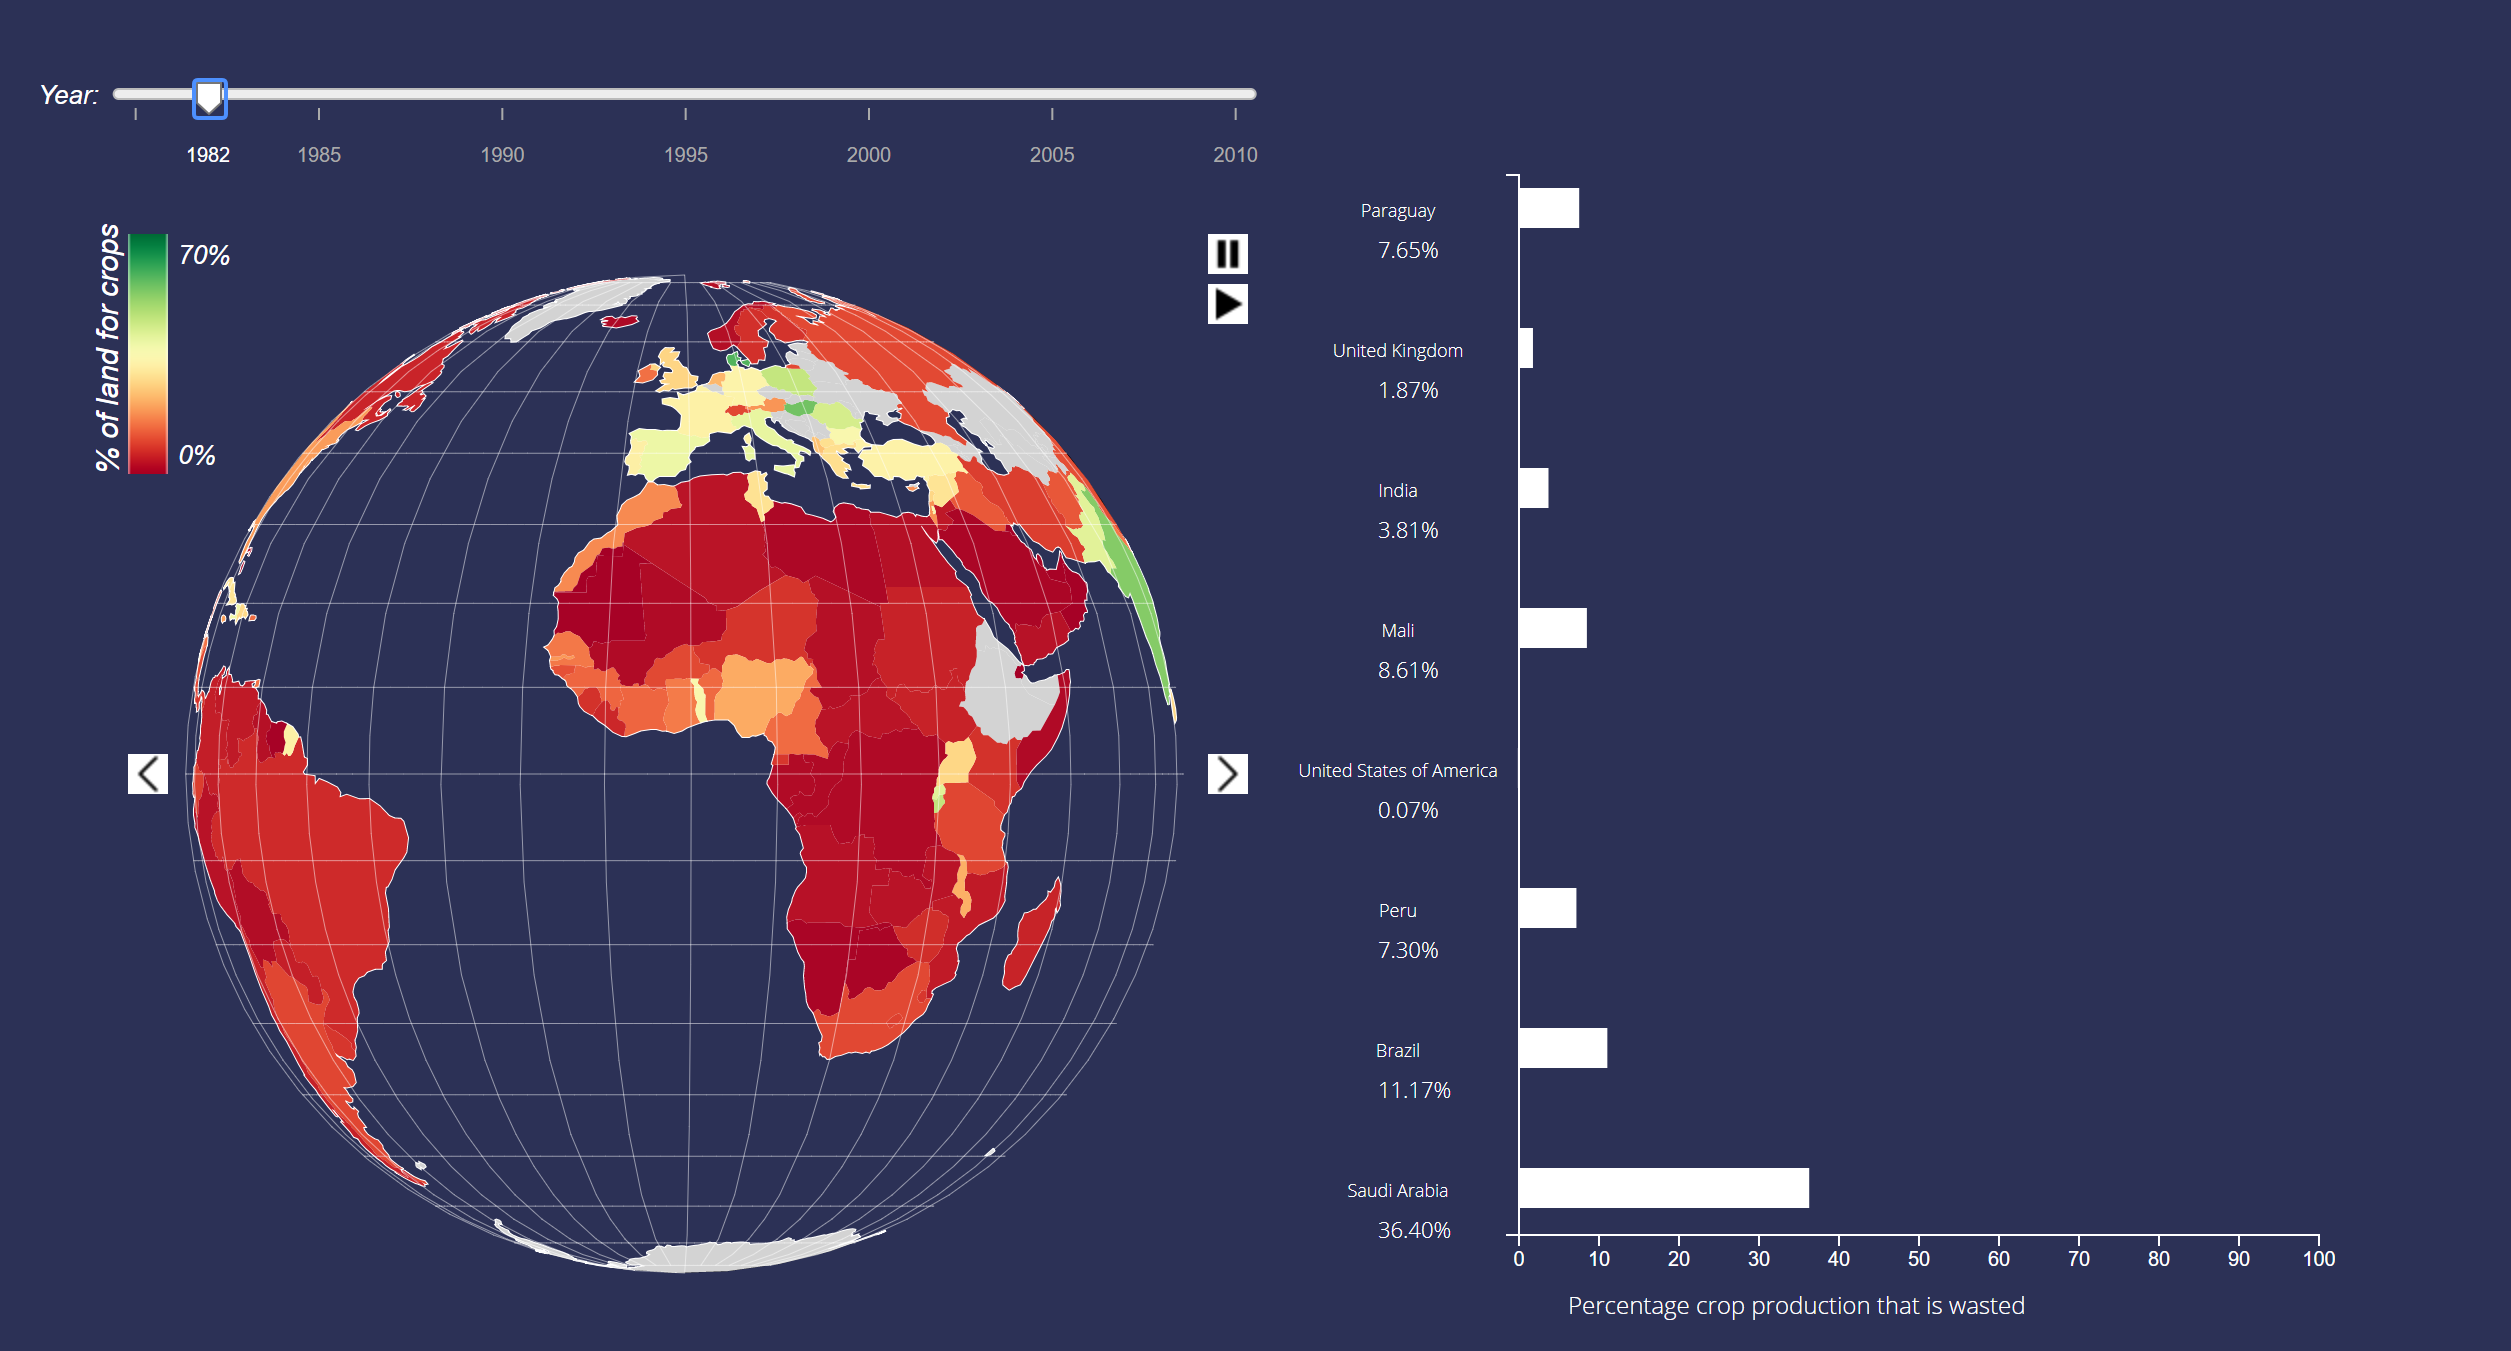 Year:
1982 1985 1990 1995 2000 2005 2010
% of land for crops
70%
0%
Paraguay
7.65%
United Kingdom
1.87%
India
3.81%
Mali
8.61%
United States of America
0.07%
Peru
7.30%
Brazil
11.17%
Saudi Arabia
36.40%
0 10 20 30 40 50 60 70 80 90 100
Percentage crop production that is wasted